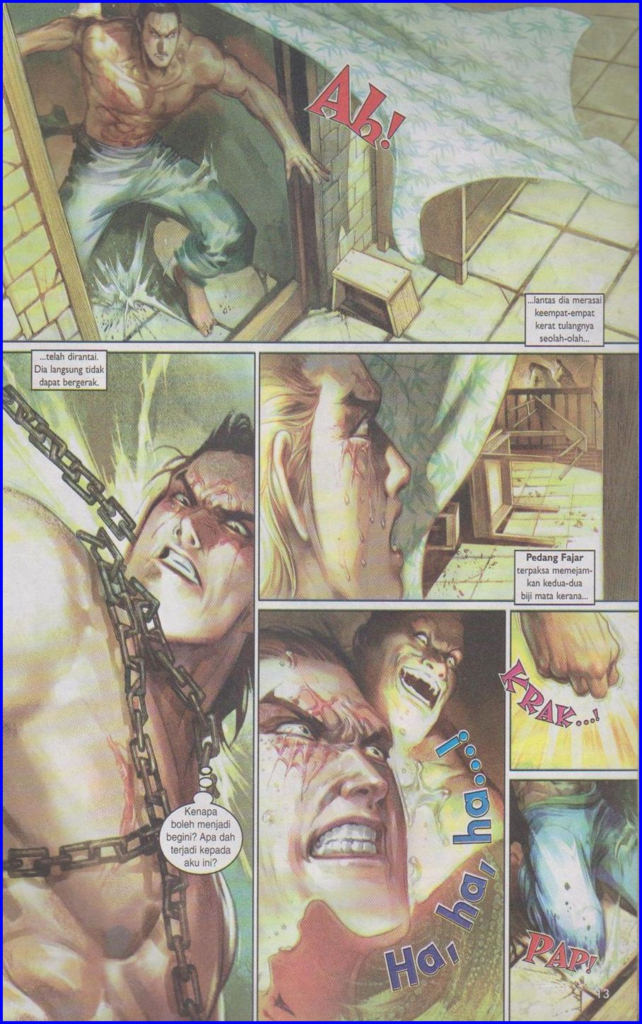 Ah!
...lantas dia merasai
keempat-empat
kerat tulangnya
seolah-olah...
...telah dirantai.
Dia langsung tidak
dapat bergerak.
Pedang Fajar
terpaksa memejam-
kan kedua-dua
biji mata kerana...
Kenapa
boleh menjadi
begini? Apa dah
terjadi kepada
aku ini?
Ha, ha, ha...!
KRAK...!
PAP!
13